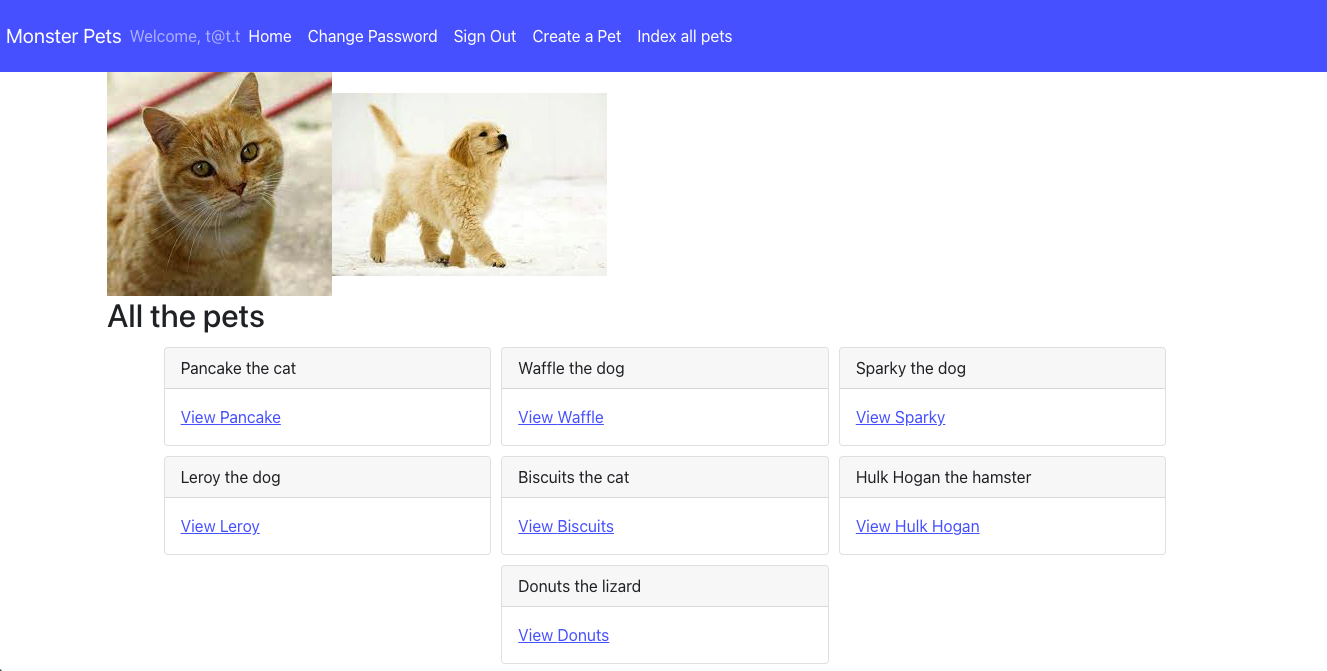 Monster Pets Welcome, t@t.t Home Change Password Sign Out Create a Pet Index all pets
All the pets
Pancake the cat
View Pancake
Waffle the dog
View Waffle
Sparky the dog
View Sparky
Leroy the dog
View Leroy
Biscuits the cat
View Biscuits
Hulk Hogan the hamster
View Hulk Hogan
Donuts the lizard
View Donuts